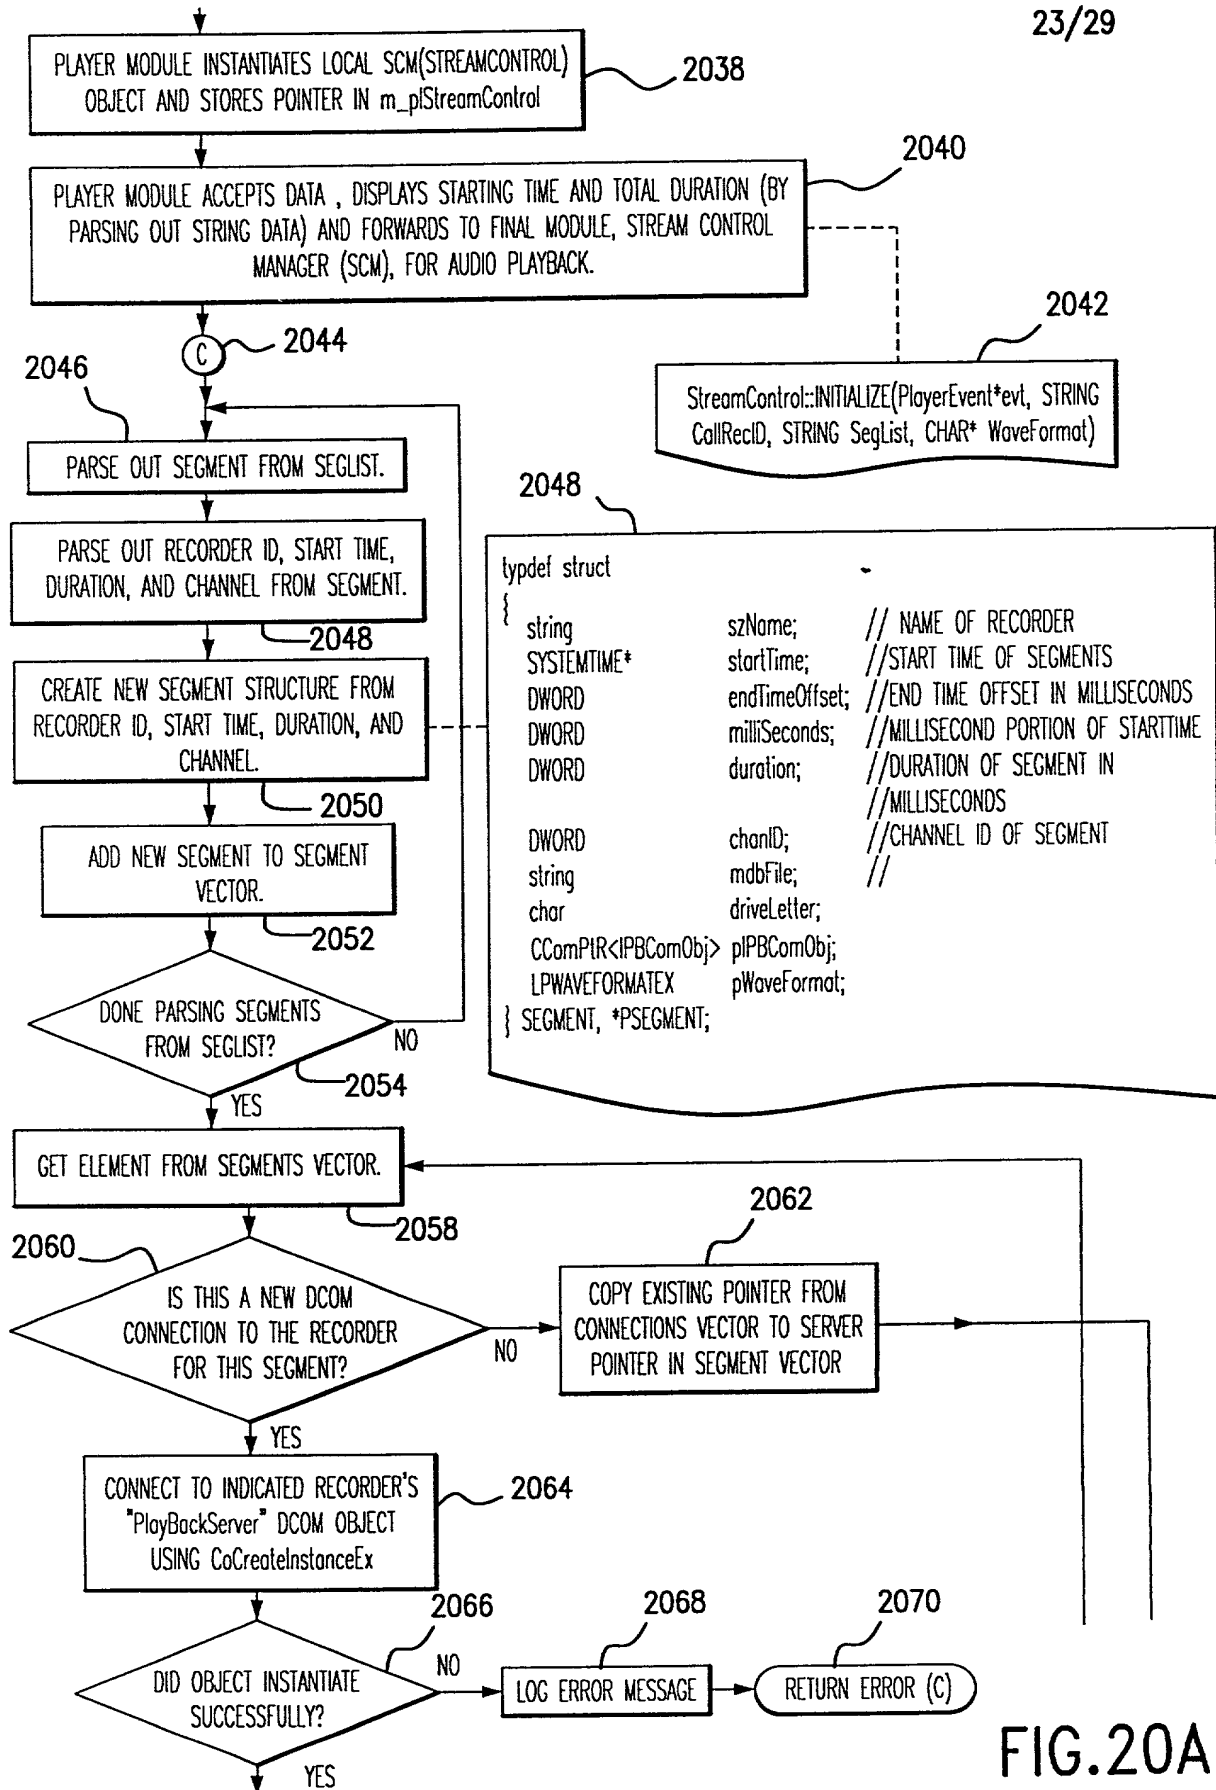 23/29
PLAYER MODULE INSTANTIATES LOCAL SCM(STREAMCONTROL)
OBJECT AND STORES POINTER IN m_plStreamControl
2038
2040
PLAYER MODULE ACCEPTS DATA , DISPLAYS STARTING TIME AND TOTAL DURATION (BY
PARSING OUT STRING DATA) AND FORWARDS TO FINAL MODULE, STREAM CONTROL
MANAGER (SCM), FOR AUDIO PLAYBACK.
C
2044
2042
StreamControl::INITIALIZE(PlayerEvent*evt, STRING
CallRecID, STRING SegList, CHAR* WaveFormat)
2046
PARSE OUT SEGMENT FROM SEGLIST.
PARSE OUT RECORDER ID, START TIME,
DURATION, AND CHANNEL FROM SEGMENT.
2048
CREATE NEW SEGMENT STRUCTURE FROM
RECORDER ID, START TIME, DURATION, AND
CHANNEL.
2050
ADD NEW SEGMENT TO SEGMENT
VECTOR.
2052
DONE PARSING SEGMENTS
FROM SEGLIST?
NO
2054
YES
2048
typdef struct
{
string szName; // NAME OF RECORDER
SYSTEMTIME* startTime; //START TIME OF SEGMENTS
DWORD endTimeOffset; //END TIME OFFSET IN MILLISECONDS
DWORD milliSeconds; //MILLISECOND PORTION OF STARTTIME
DWORD duration; //DURATION OF SEGMENT IN
//MILLISECONDS
DWORD chanID; //CHANNEL ID OF SEGMENT
string mdbFile; //
char driveLetter;
CComPIR<IPBComObj> pIPBComObj;
LPWAVEFORMATEX pWaveFormat;
} SEGMENT, *PSEGMENT;
GET ELEMENT FROM SEGMENTS VECTOR.
2058
2060
IS THIS A NEW DCOM
CONNECTION TO THE RECORDER
FOR THIS SEGMENT?
NO
2062
COPY EXISTING POINTER FROM
CONNECTIONS VECTOR TO SERVER
POINTER IN SEGMENT VECTOR
YES
CONNECT TO INDICATED RECORDER'S
"PlayBackServer" DCOM OBJECT
USING CoCreateInstanceEx
2064
2066
DID OBJECT INSTANTIATE
SUCCESSFULLY?
NO
2068
LOG ERROR MESSAGE
2070
RETURN ERROR (C)
YES
FIG.20A